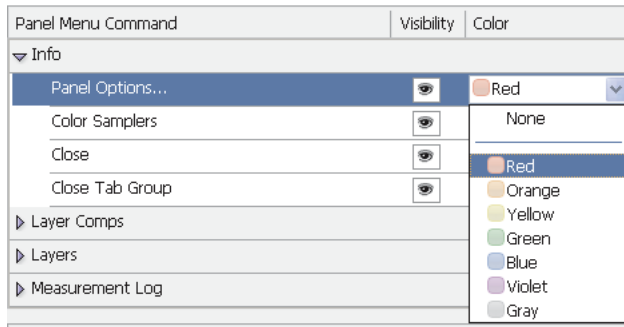 Panel Menu Command Visibility Color
Info
Panel Options... Red
Color Samplers None
Close Red
Close Tab Group Orange
Layer Comps Yellow
Green
Layers Blue
Measurement Log Violet
Gray